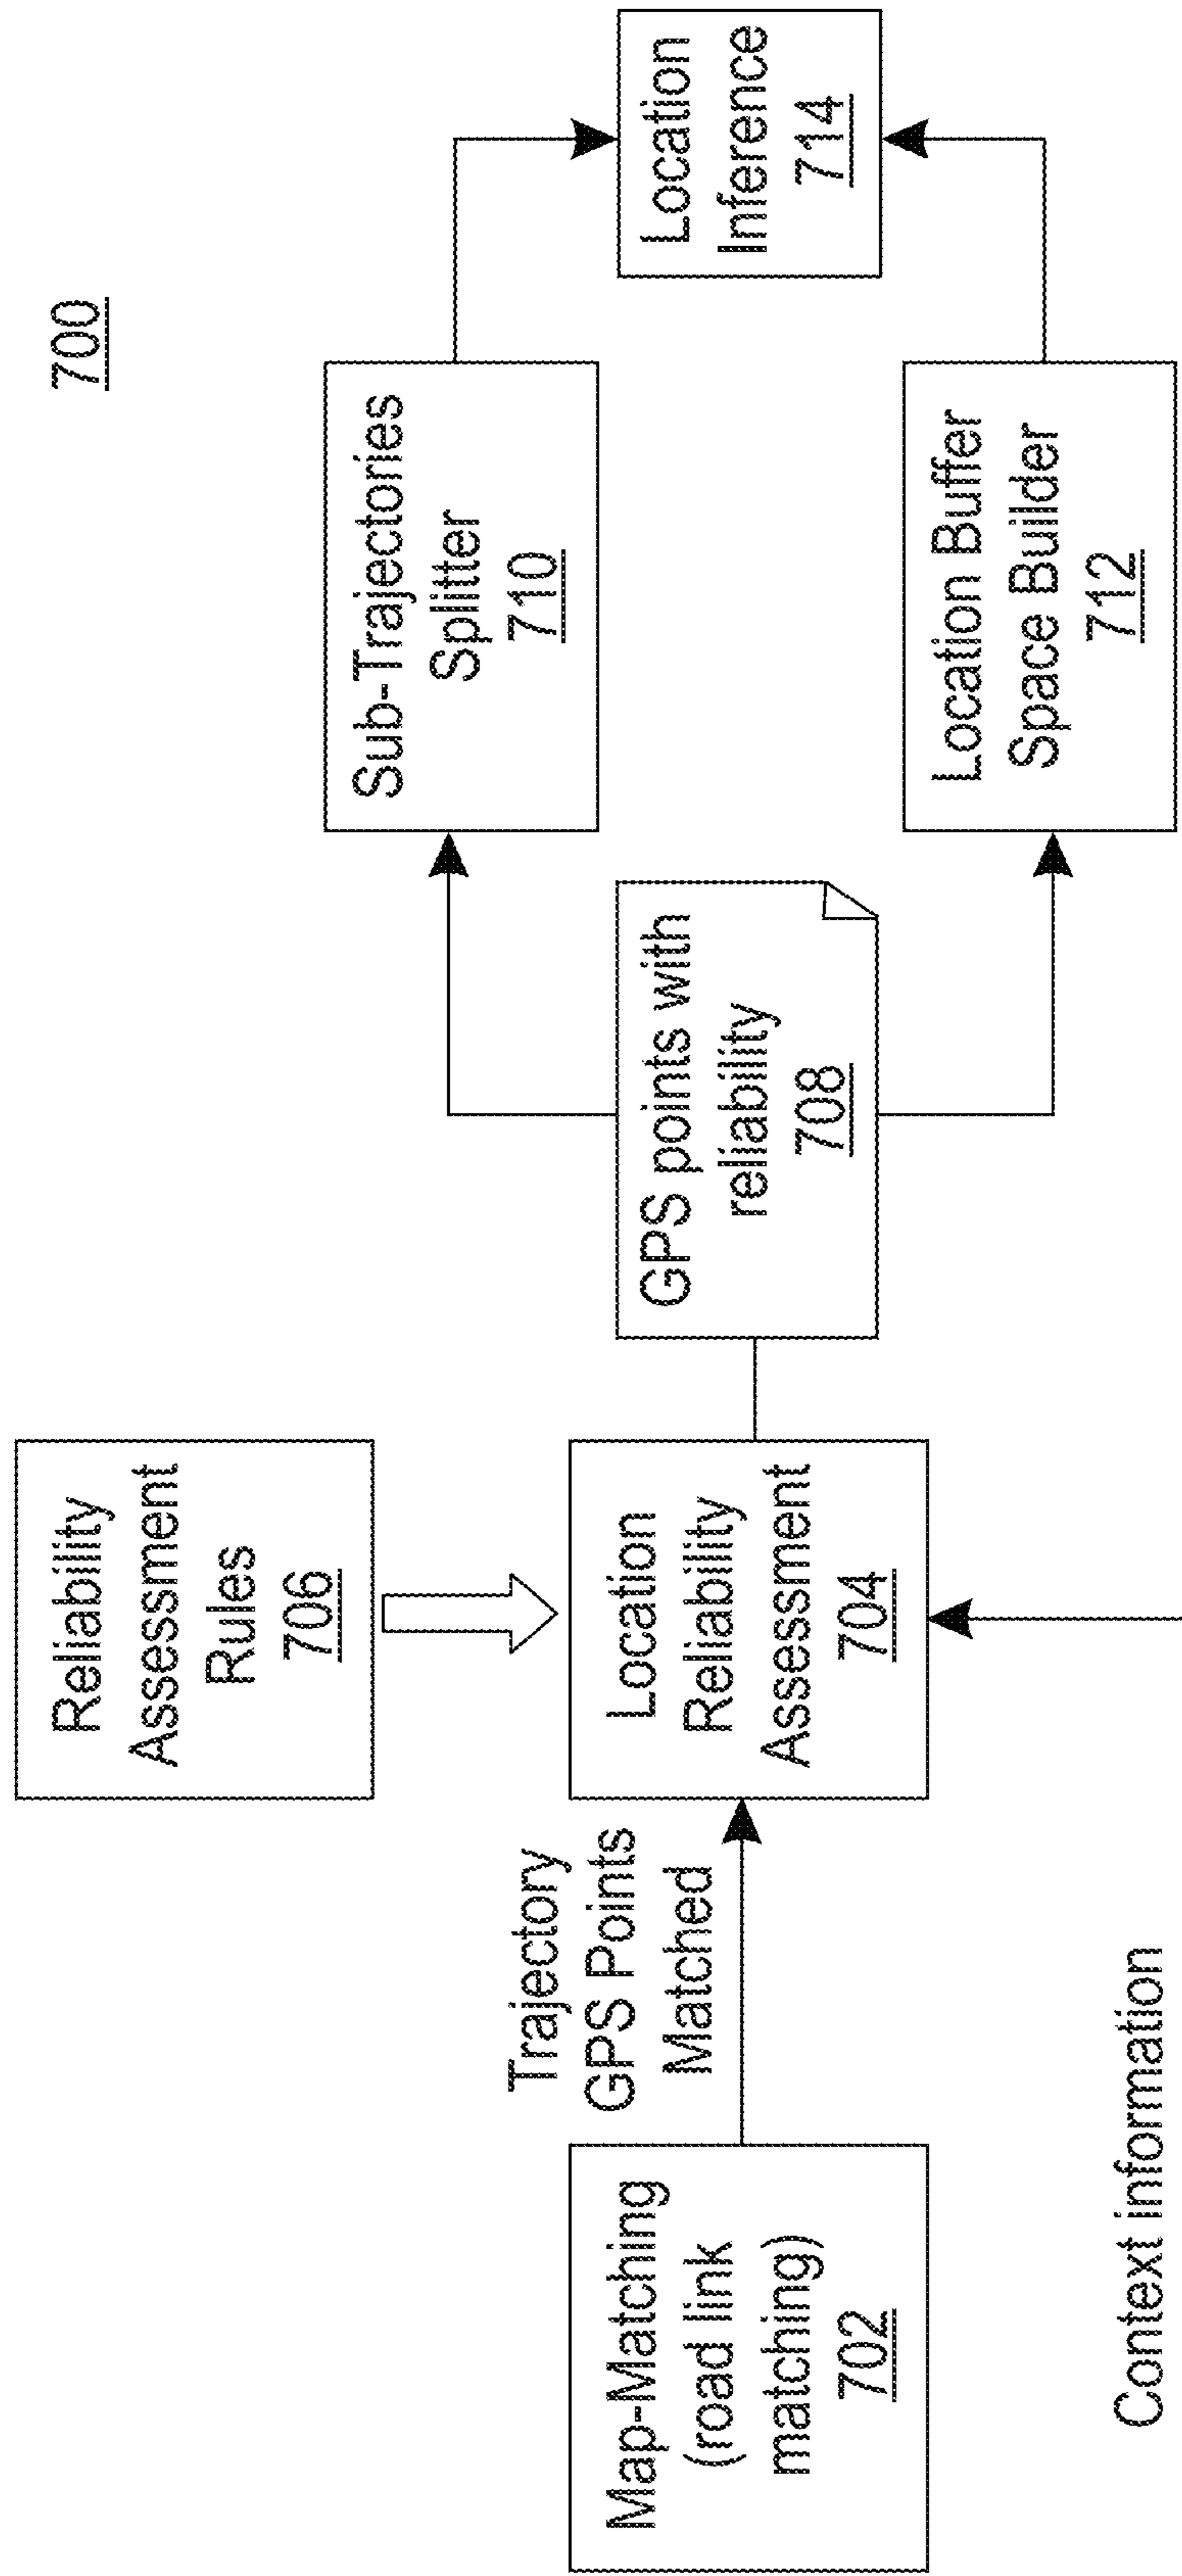 700
Reliability
Assessment
Rules
706
Sub-Trajectories
Splitter
710
Trajectory
GPS Points
Matched
Map-Matching
(road link
matching)
702
Location
Reliability
Assessment
704
GPS points with
reliability
708
Location
Inference
714
Location Buffer
Space Builder
712
Context information